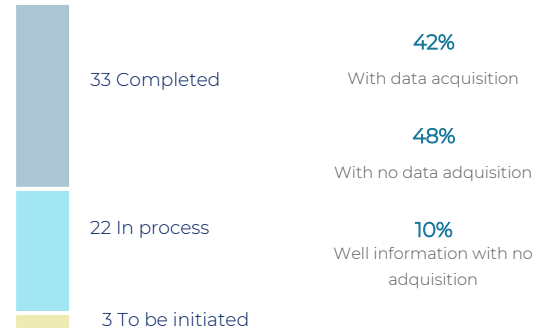 33 Completed
22 In process
3 To be initiated
42%
With data acquisition
48%
With no data adquisition
10%
Well information with no
adquisition